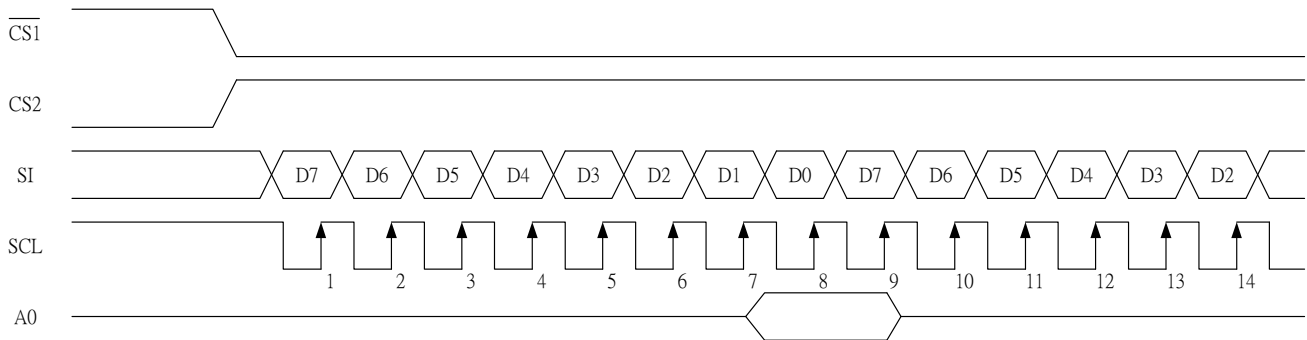 CS1
CS2
SI D7 D6 D5 D4 D3 D2 D1 D0 D7 D6 D5 D4 D3 D2
SCL
1 2 3 4 5 6 7 8 9 10 11 12 13 14
A0